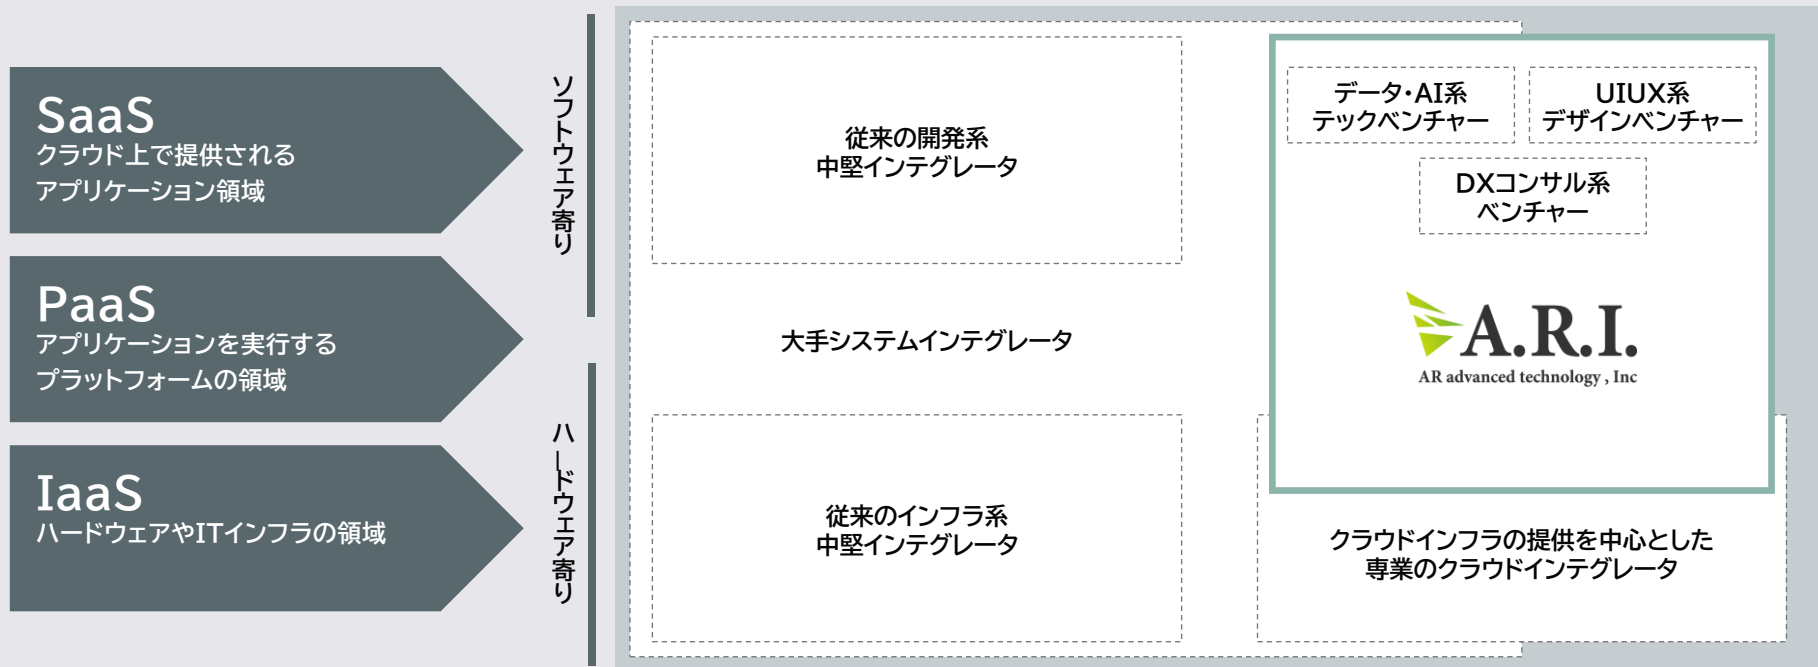 SaaS
クラウド上で提供される
アプリケーション領域
PaaS
アプリケーションを実行する
プラットフォームの領域
IaaS
ハードウェアやITインフラの領域
ソフトウェア寄り
ハードウェア寄り
従来の開発系
中堅インテグレータ
大手システムインテグレータ
従来のインフラ系
中堅インテグレータ
データ・AI系
テックベンチャー
UIUX系
デザインベンチャー
DXコンサル系
ベンチャー
A.R.I.
AR advanced technology , Inc
クラウドインフラの提供を中心とした
専業のクラウドインテグレータ